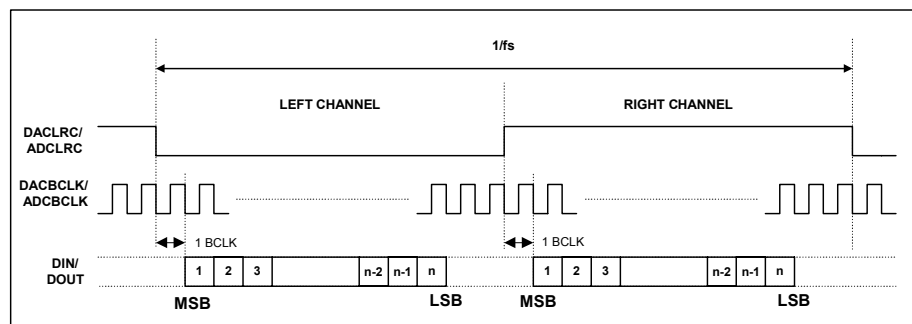 1/fs
LEFT CHANNEL RIGHT CHANNEL
DACLRC/
ADCLRC
DACBCLK/
ADCBCLK
1 BCLK 1 BCLK
DIN/
DOUT
1 2 3 n-2 n-1 n 1 2 3 n-2 n-1 n
MSB LSB MSB LSB